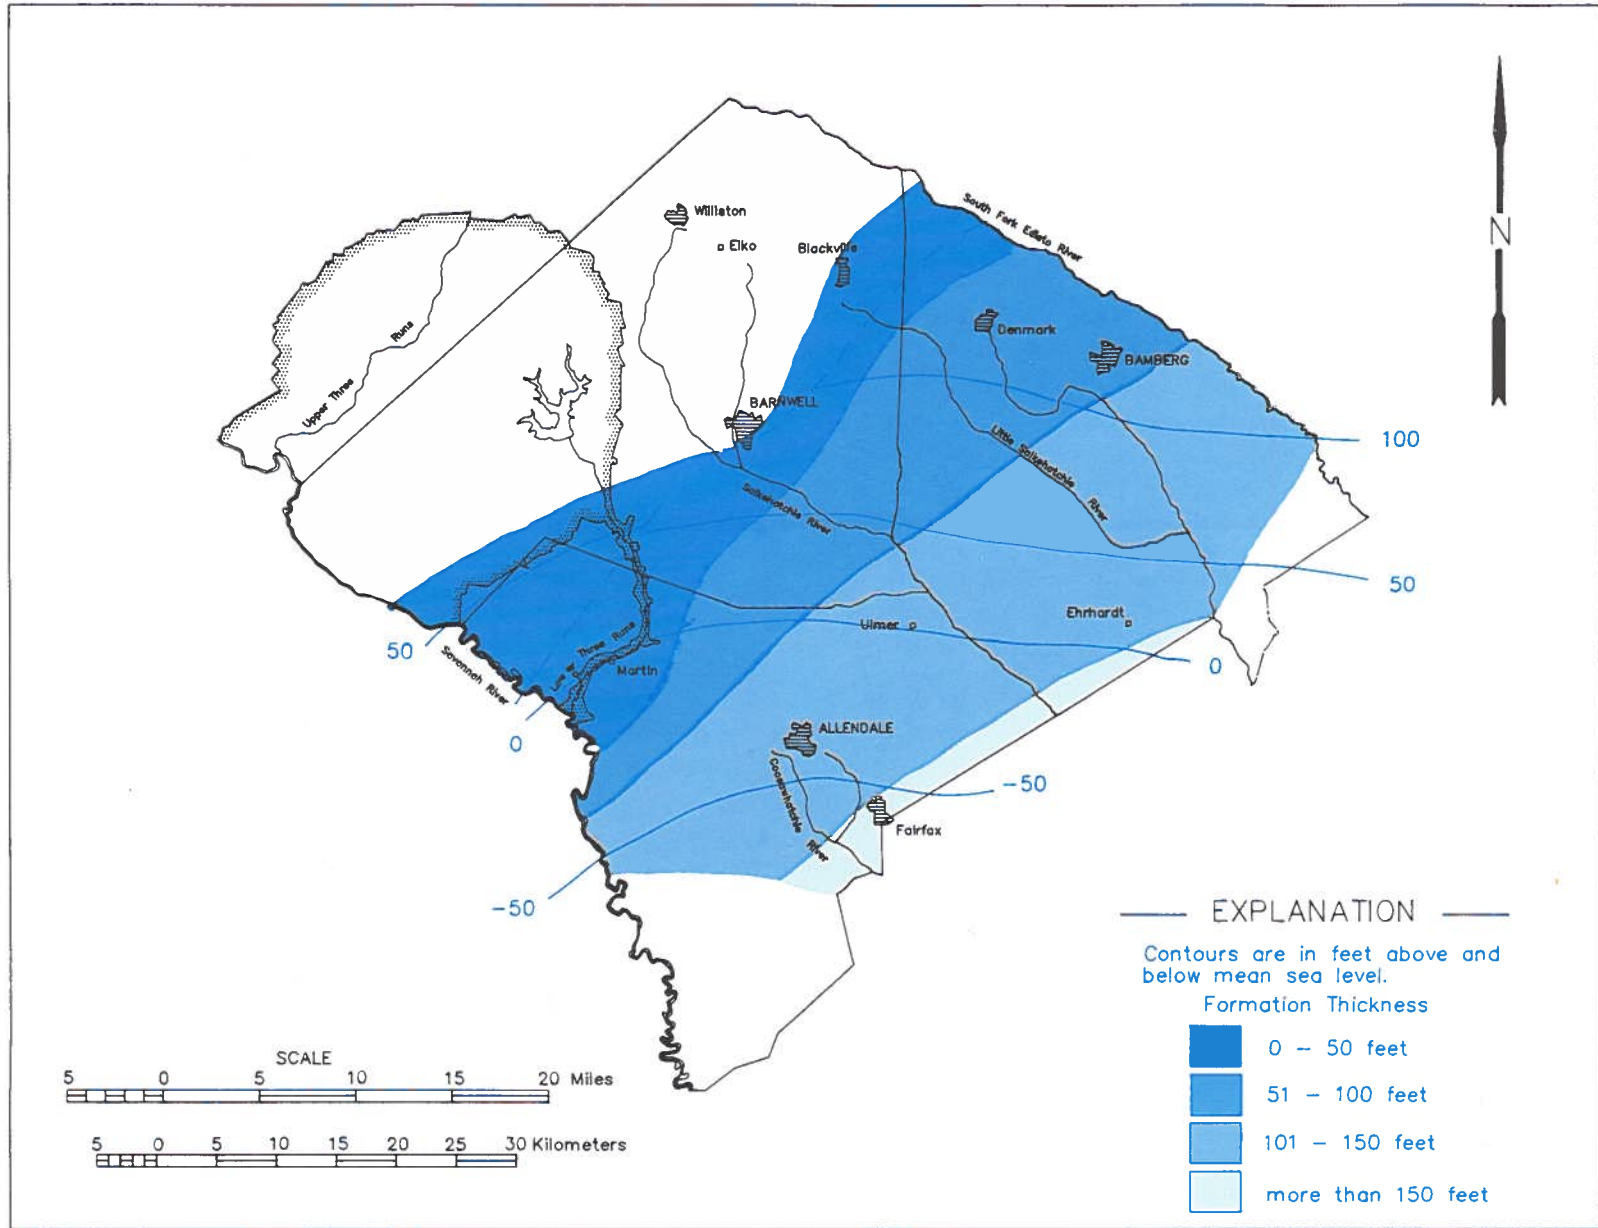 N
South Fork Edisto River
Williston
Elko
Blackville
Denmark
BAMBERG
Upper Three Runs
BARNWELL
100
Little Salkehatchie River
Salkehatchie River
50
Ulmer
Ehrhardt
0
50
Savannah River
Three Runs
Martin
0
ALLENDALE
Coosawhatchie River
-50
Fairfax
-50
EXPLANATION
Contours are in feet above and
below mean sea level.
Formation Thickness
0 – 50 feet
51 – 100 feet
101 – 150 feet
more than 150 feet
SCALE
5 0 5 10 15 20 Miles
5 0 5 10 15 20 25 30 Kilometers